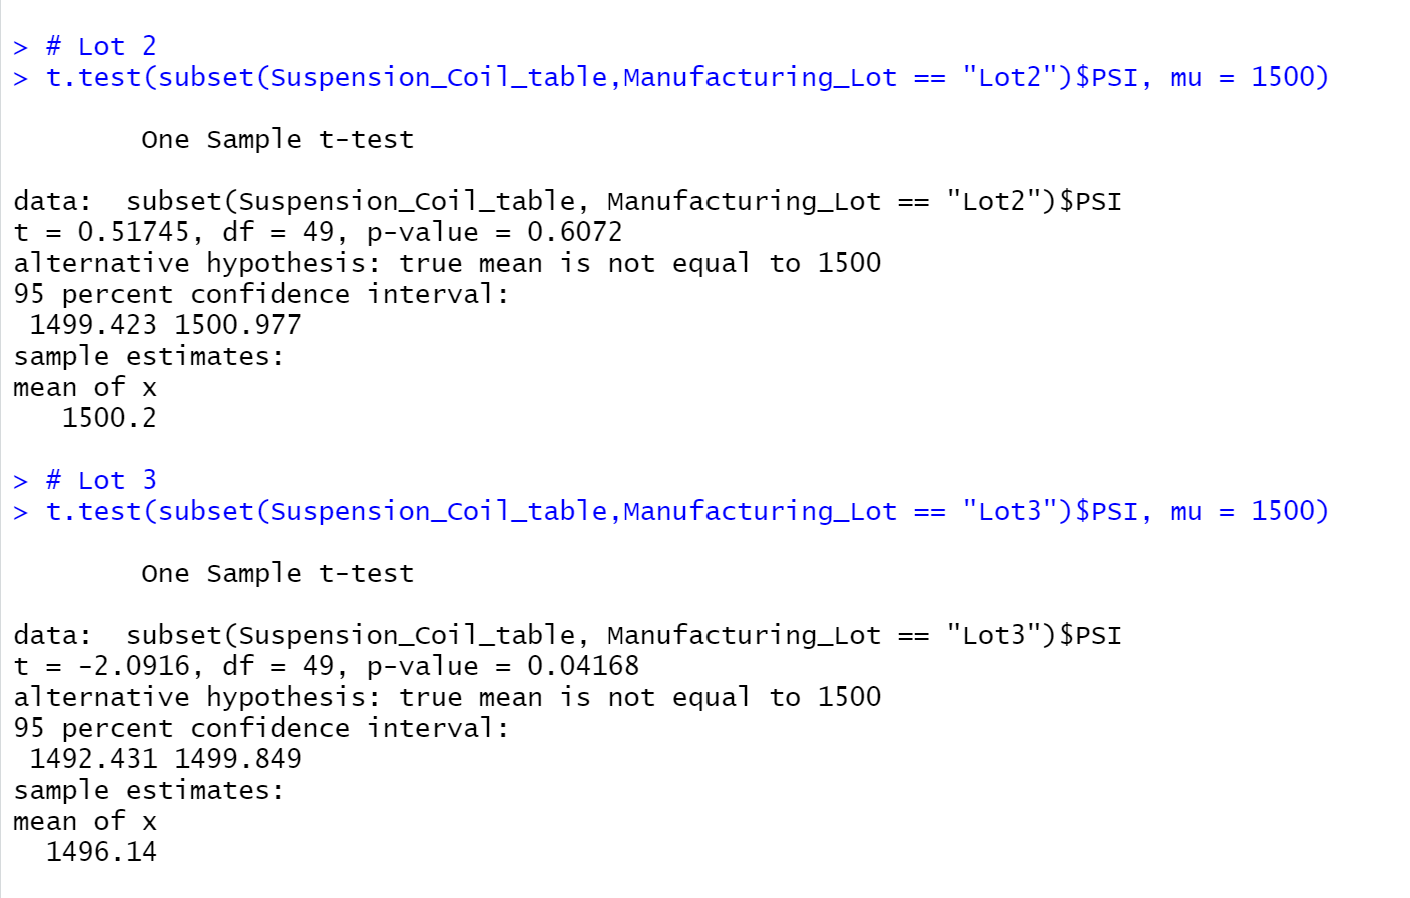 > # Lot 2
> t.test(subset(Suspension_Coil_table,Manufacturing_Lot == "Lot2")$PSI, mu = 1500)
One Sample t-test
data:  subset(Suspension_Coil_table, Manufacturing_Lot == "Lot2")$PSI
t = 0.51745, df = 49, p-value = 0.6072
alternative hypothesis: true mean is not equal to 1500
95 percent confidence interval:
1499.423 1500.977
sample estimates:
mean of x
1500.2
> # Lot 3
> t.test(subset(Suspension_Coil_table,Manufacturing_Lot == "Lot3")$PSI, mu = 1500)
One Sample t-test
data:  subset(Suspension_Coil_table, Manufacturing_Lot == "Lot3")$PSI
t = -2.0916, df = 49, p-value = 0.04168
alternative hypothesis: true mean is not equal to 1500
95 percent confidence interval:
1492.431 1499.849
sample estimates:
mean of x
1496.14